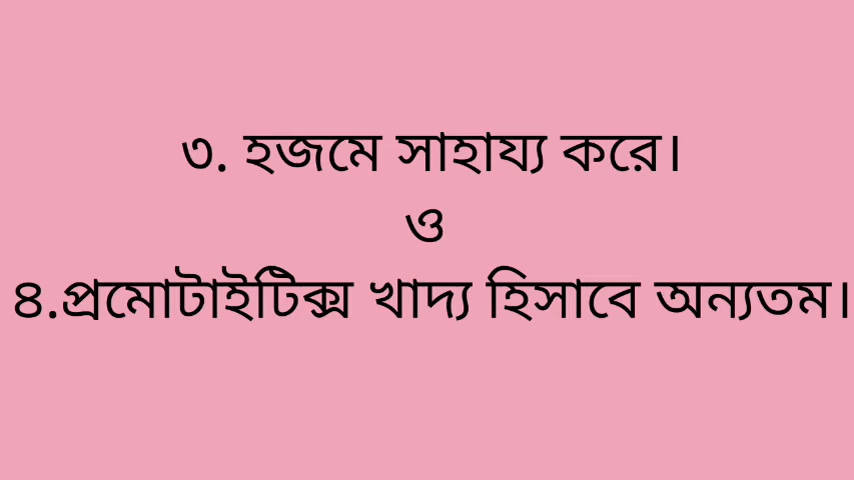 ৩. হজমে সাহায্য করে।
ও
৪.প্রমোটাইটিক্স খাদ্য হিসাবে অন্যতম।